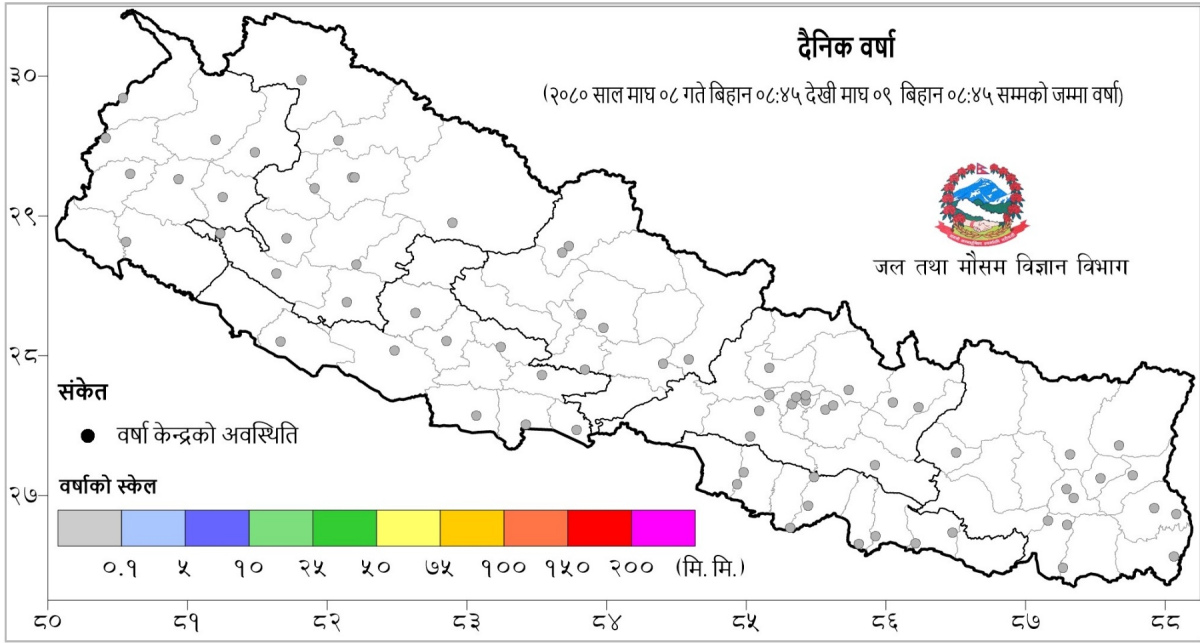 दैनिक वर्षा
(२०८० साल माघ ०८ गते बिहान ०८:४५ देखी माघ ०९ बिहान ०८:४५ सम्मको जम्मा वर्षा)
जल तथा मौसम विज्ञान विभाग
३०
२९
२८
२७
संकेत
वर्षा केन्द्रको अवस्थिति
वर्षाको स्केल
०.१ ५ १० २५ ५० ७५ १०० १५० २०० (मि. मि.)
८० ८१ ८२ ८३ ८४ ८५ ८६ ८७ ८८